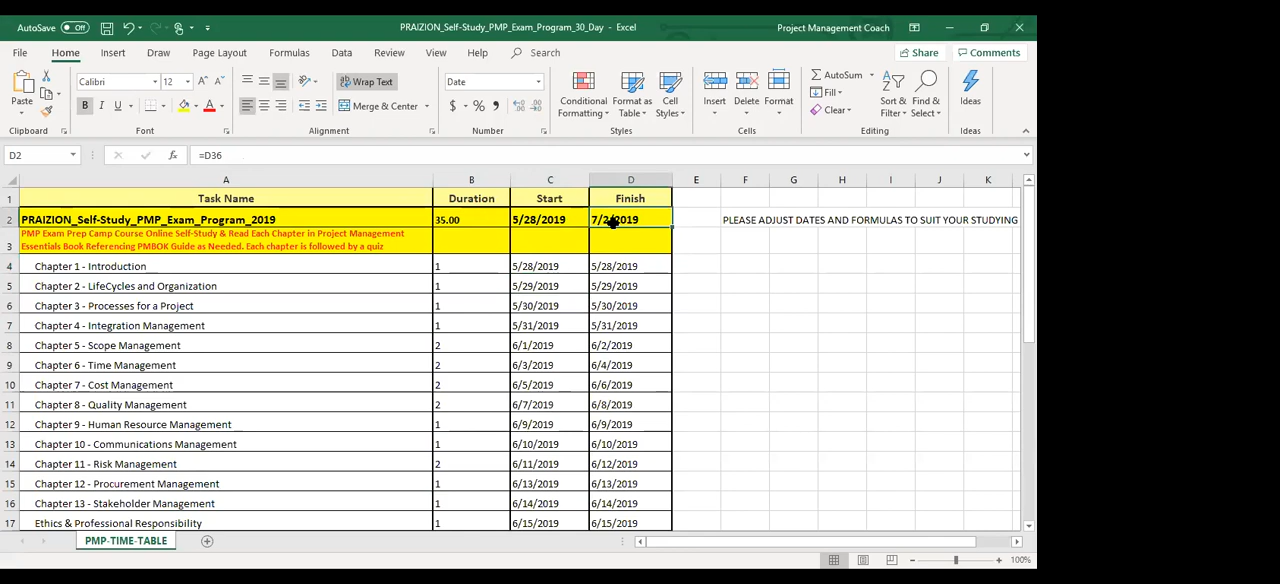 AutoSave Off PRAIZION_Self-Study_PMP_Exam_Program_30_Day - Excel Project Management Coach
File Home Insert Draw Page Layout Formulas Data Review View Help Search Share Comments
Paste Calibri 12 B I U A Wrap Text Merge & Center Date $ % Conditional Formatting Format as Table Cell Styles Insert Delete Format AutoSum Fill Clear Sort & Filter Find & Select Ideas
Clipboard Font Alignment Number Styles Cells Editing Ideas
D2 fx =D36
A B C D E F G H I J K
1 Task Name Duration Start Finish
2 PRAIZION_Self-Study_PMP_Exam_Program_2019 35.00 5/28/2019 7/2/2019 PLEASE ADJUST DATES AND FORMULAS TO SUIT YOUR STUDYING
PMP Exam Prep Camp Course Online Self-Study & Read Each Chapter in Project Management
3 Essentials Book Referencing PMBOK Guide as Needed. Each chapter is followed by a quiz
4 Chapter 1 - Introduction 1 5/28/2019 5/28/2019
5 Chapter 2 - LifeCycles and Organization 1 5/29/2019 5/29/2019
6 Chapter 3 - Processes for a Project 1 5/30/2019 5/30/2019
7 Chapter 4 - Integration Management 1 5/31/2019 5/31/2019
8 Chapter 5 - Scope Management 2 6/1/2019 6/2/2019
9 Chapter 6 - Time Management 2 6/3/2019 6/4/2019
10 Chapter 7 - Cost Management 2 6/5/2019 6/6/2019
11 Chapter 8 - Quality Management 2 6/7/2019 6/8/2019
12 Chapter 9 - Human Resource Management 1 6/9/2019 6/9/2019
13 Chapter 10 - Communications Management 1 6/10/2019 6/10/2019
14 Chapter 11 - Risk Management 2 6/11/2019 6/12/2019
15 Chapter 12 - Procurement Management 1 6/13/2019 6/13/2019
16 Chapter 13 - Stakeholder Management 1 6/14/2019 6/14/2019
17 Ethics & Professional Responsibility 1 6/15/2019 6/15/2019
PMP-TIME-TABLE
100%